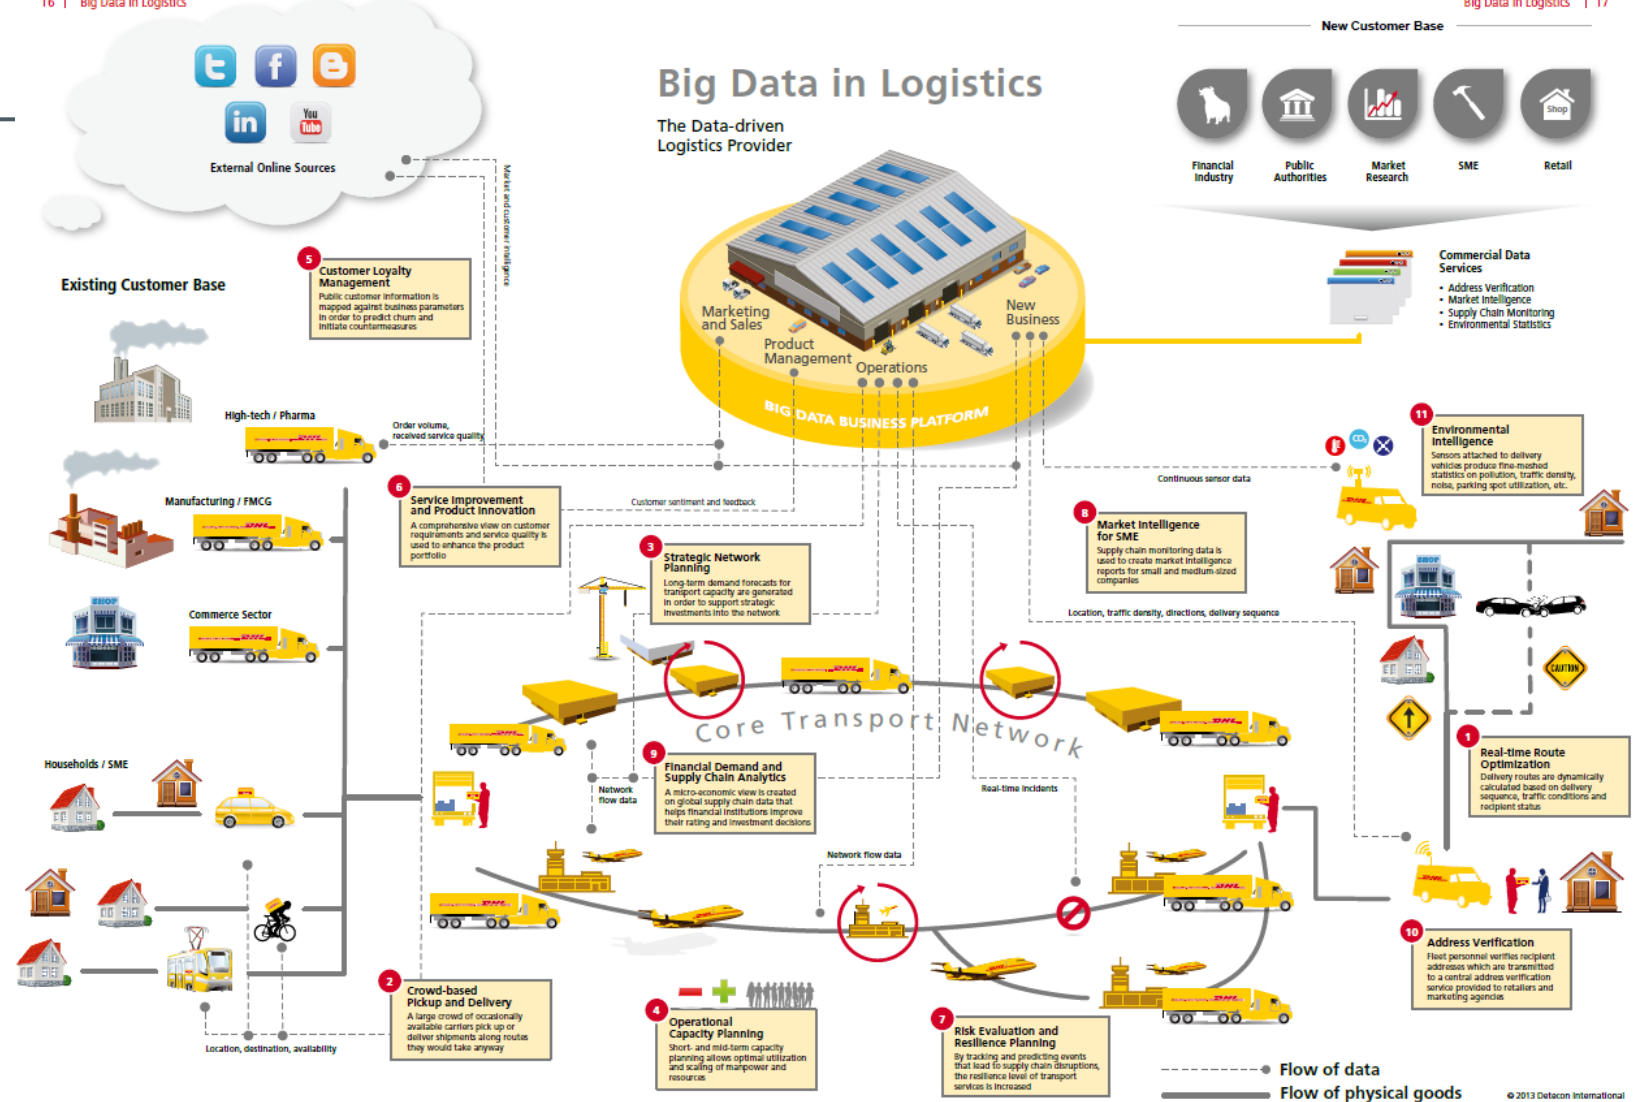 16 | Big Data in Logistics
Big Data in Logistics | 17
New Customer Base
Big Data in Logistics
The Data-driven
Logistics Provider
You
Tube
External Online Sources
Shop
Financial
Industry
Public
Authorities
Market
Research
SME
Retail
Market and customer intelligence
5
Customer Loyalty
Management
Public customer information is
mapped against business parameters
in order to predict churn and
initiate countermeasures
Existing Customer Base
Marketing
and Sales
Product
Management
Operations
New
Business
BIG DATA BUSINESS PLATFORM
Commercial Data
Services
• Address Verification
• Market Intelligence
• Supply Chain Monitoring
• Environmental Statistics
High-tech / Pharma
DHL
Order volume,
received service quality
6
Service Improvement
and Product Innovation
A comprehensive view on customer
requirements and service quality is
used to enhance the product
portfolio
Customer sentiment and feedback
Manufacturing / FMCG
DHL
SHOP
Commerce Sector
DHL
3
Strategic Network
Planning
Long-term demand forecasts for
transport capacity are generated
in order to support strategic
investments into the network
8
Market Intelligence
for SME
Supply chain monitoring data is
used to create market intelligence
reports for small and medium-sized
companies
Continuous sensor data
CO2
DHL
11
Environmental
Intelligence
Sensors attached to delivery
vehicles produce fine-meshed
statistics on pollution, traffic density,
noise, parking spot utilization, etc.
SHOP
Location, traffic density, directions, delivery sequence
CAUTION
DHL
DHL
DHL
Core Transport Network
1
Real-time Route
Optimization
Delivery routes are dynamically
calculated based on delivery
sequence, traffic conditions and
recipient status
Households / SME
9
Financial Demand and
Supply Chain Analytics
A micro-economic view is created
on global supply chain data that
helps financial institutions improve
their rating and investment decisions
Network
flow data
Real-time incidents
Network flow data
DHL
DHL
DHL
10
Address Verification
Fleet personnel verifies recipient
addresses which are transmitted
to a central address verification
service provided to retailers and
marketing agencies
2
Crowd-based
Pickup and Delivery
A large crowd of occasionally
available carriers pick up or
deliver shipments along routes
they would take anyway
Location, destination, availability
4
Operational
Capacity Planning
Short- and mid-term capacity
planning allows optimal utilization
and scaling of manpower and
resources
7
Risk Evaluation and
Resilience Planning
By tracking and predicting events
that lead to supply chain disruptions,
the resilience level of transport
services is increased
DHL
Flow of data
Flow of physical goods
© 2013 Detecon International